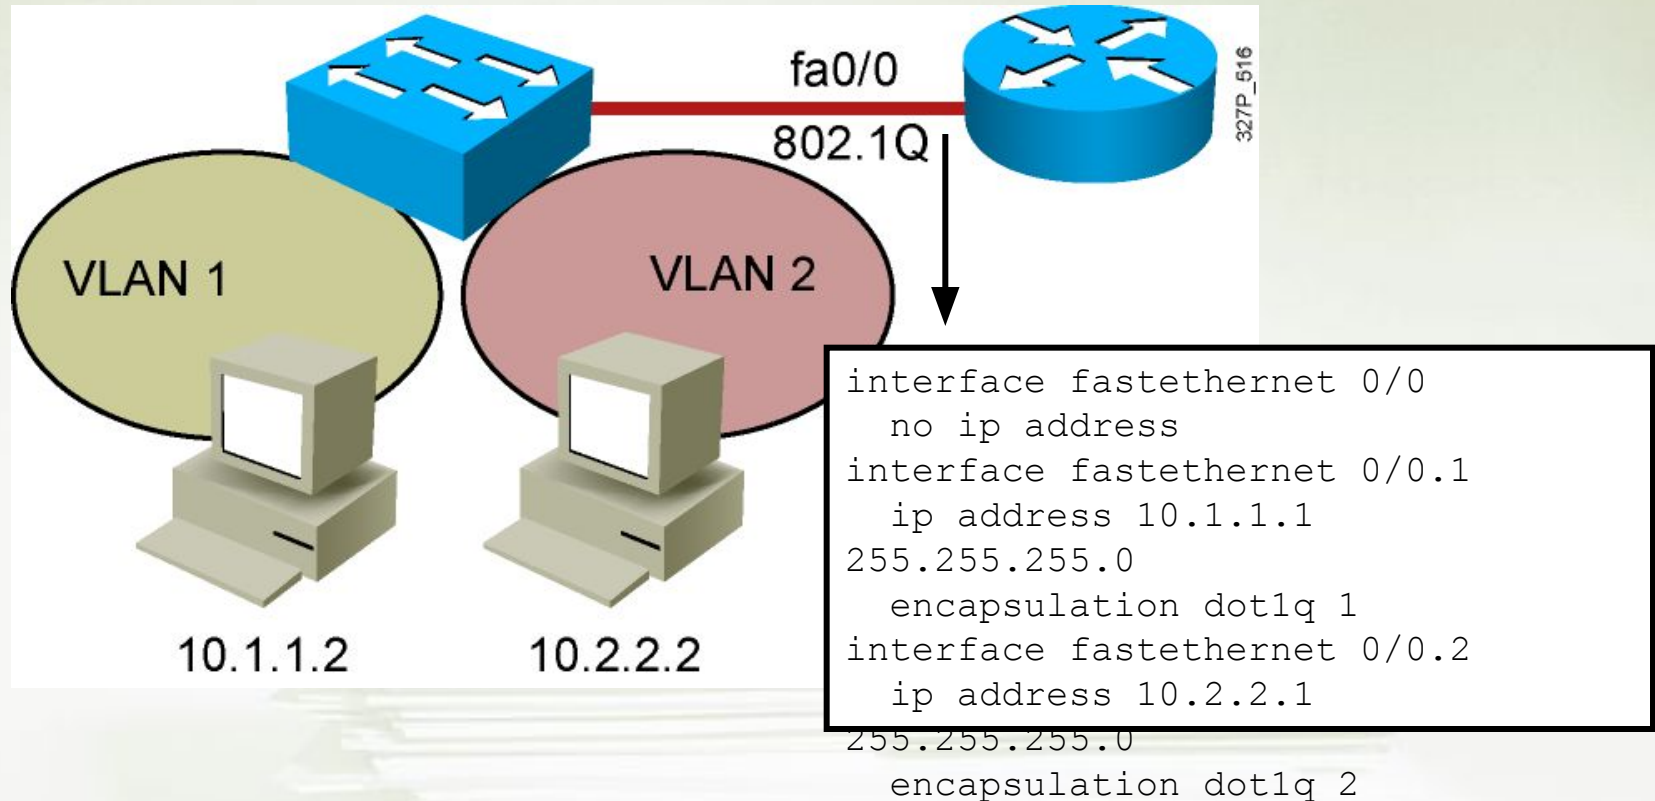 fa0/0
802.1Q
327P_516
VLAN 1
VLAN 2
10.1.1.2
10.2.2.2
interface fastethernet 0/0
no ip address
interface fastethernet 0/0.1
ip address 10.1.1.1
255.255.255.0
encapsulation dot1q 1
interface fastethernet 0/0.2
ip address 10.2.2.1
255.255.255.0
encapsulation dot1q 2